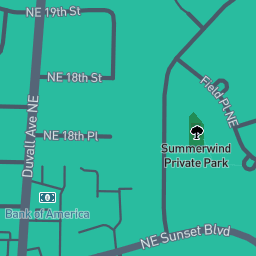 NE 19th St
NE 18th St
Field Pl NE
Duvall Ave NE
NE 18th Pl
Summerwind
Private Park
Bank of America
NE Sunset Blvd